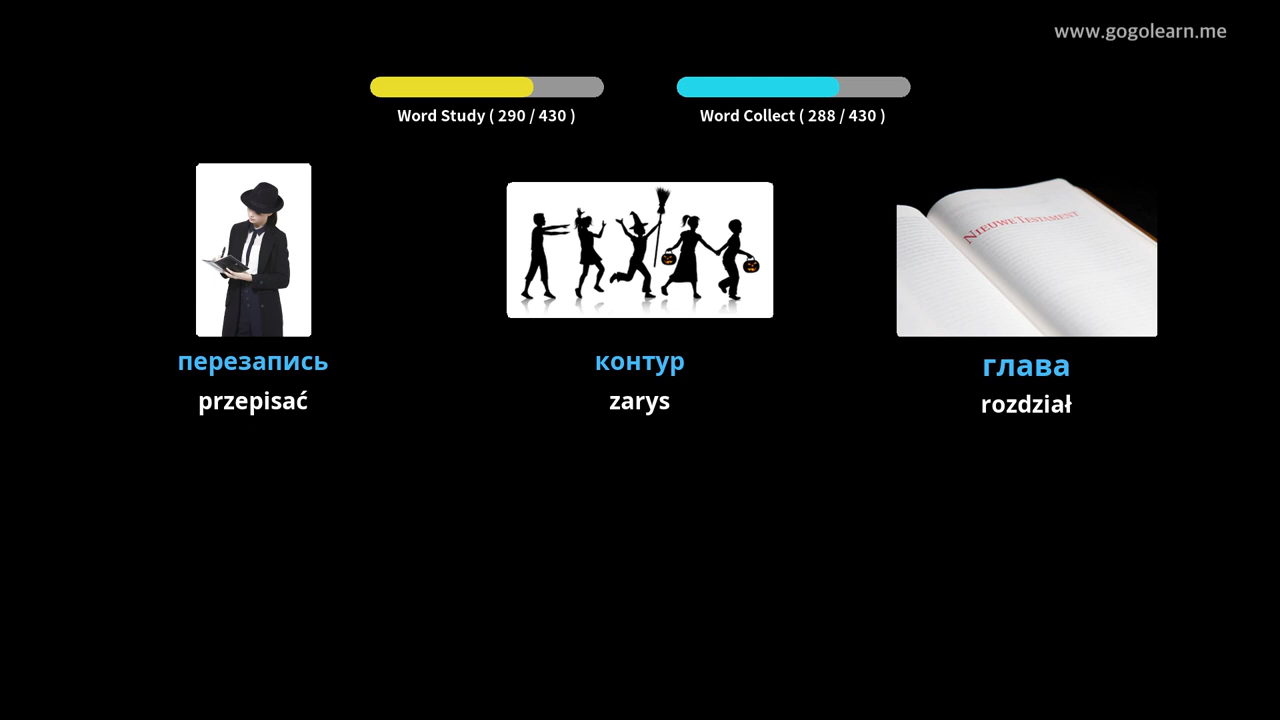 www.gogolearn.me
Word Study ( 290 / 430 )
Word Collect ( 288 / 430 )
NIEUWE TESTAMENT
перезапись
контур
глава
przepisać
zarys
rozdział